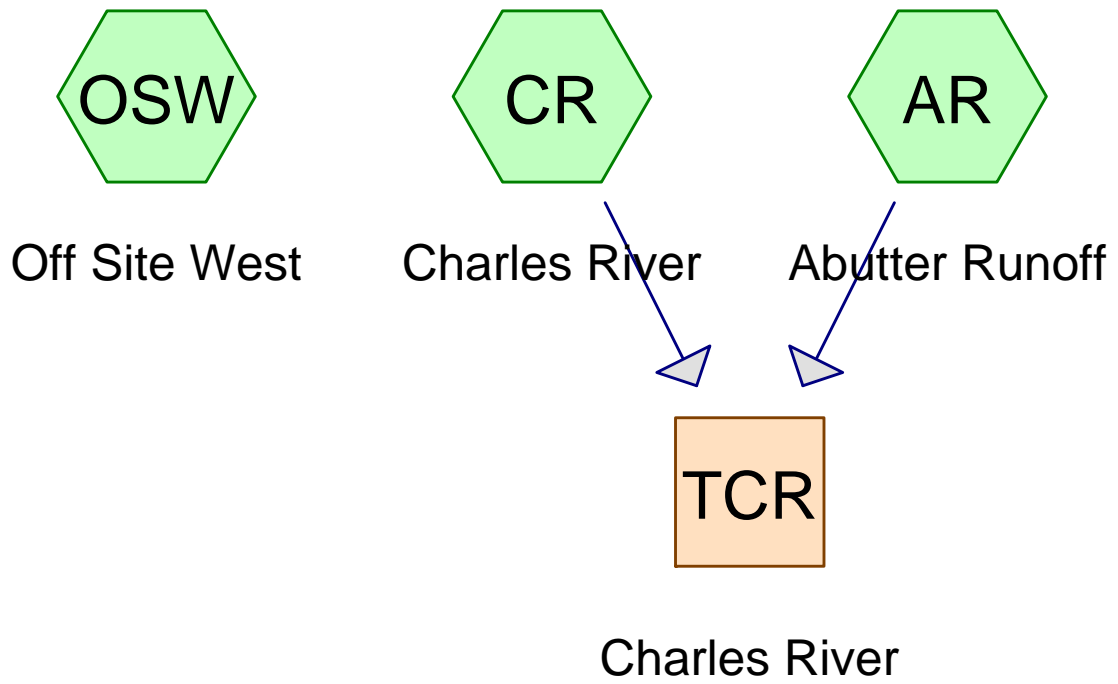 OSW
CR
AR
Off Site West
Charles River
Abutter Runoff
TCR
Charles River